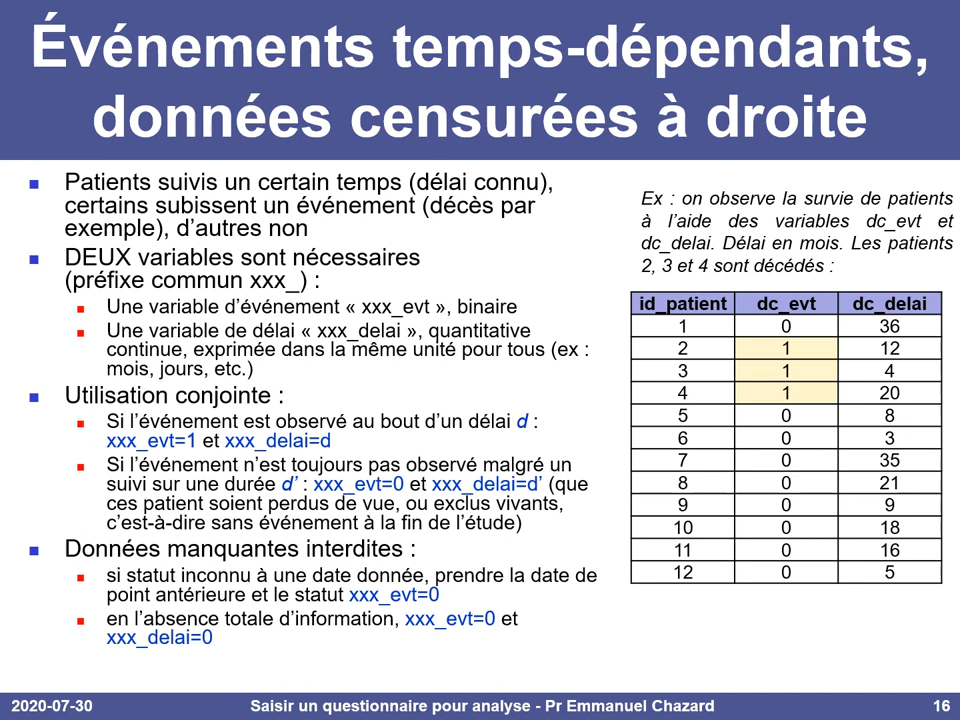 Événements temps-dépendants,
données censurées à droite
Patients suivis un certain temps (délai connu),
certains subissent un événement (décès par
exemple), d'autres non
DEUX variables sont nécessaires
(préfixe commun xxx_) :
Une variable d'événement « xxx_evt », binaire
Une variable de délai « xxx_delai », quantitative
continue, exprimée dans la même unité pour tous (ex :
mois, jours, etc.)
Utilisation conjointe :
Si l'événement est observé au bout d'un délai d :
xxx_evt=1 et xxx_delai=d
Si l'événement n'est toujours pas observé malgré un
suivi sur une durée d' : xxx_evt=0 et xxx_delai=d' (que
ces patient soient perdus de vue, ou exclus vivants,
c'est-à-dire sans événement à la fin de l'étude)
Données manquantes interdites :
si statut inconnu à une date donnée, prendre la date de
point antérieure et le statut xxx_evt=0
en l'absence totale d'information, xxx_evt=0 et
xxx_delai=0
Ex : on observe la survie de patients
à l'aide des variables dc_evt et
dc_delai. Délai en mois. Les patients
2, 3 et 4 sont décédés :
id_patient dc_evt dc_delai
1 0 36
2 1 12
3 1 4
4 1 20
5 0 8
6 0 3
7 0 35
8 0 21
9 0 9
10 0 18
11 0 16
12 0 5
2020-07-30 Saisir un questionnaire pour analyse - Pr Emmanuel Chazard 16